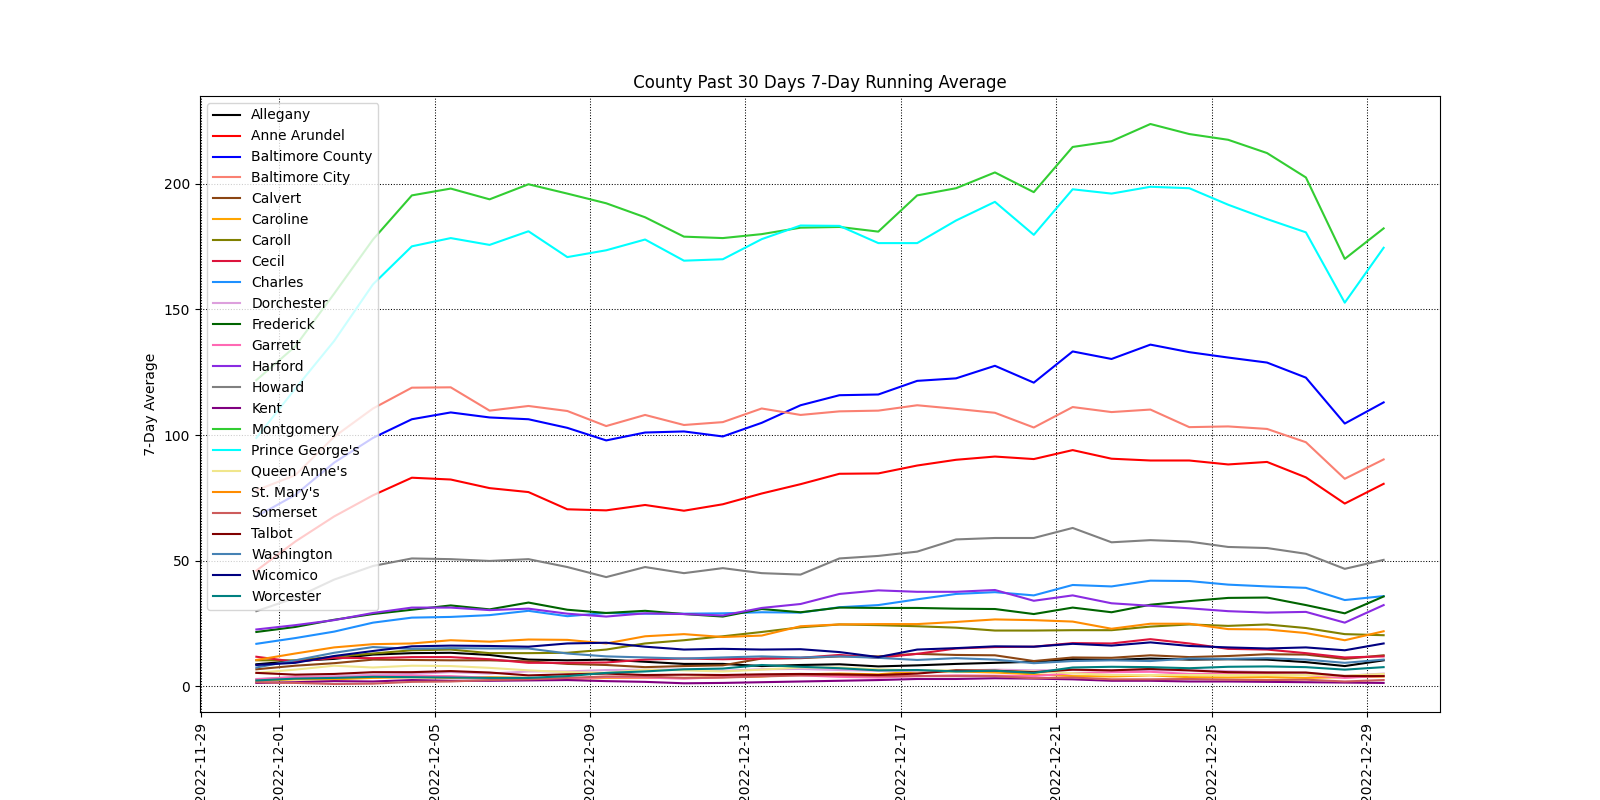 County Past 30 Days 7-Day Running Average
7-Day Average
200
150
100
50
0
Allegany
Anne Arundel
Baltimore County
Baltimore City
Calvert
Caroline
Caroll
Cecil
Charles
Dorchester
Frederick
Garrett
Harford
Howard
Kent
Montgomery
Prince George's
Queen Anne's
St. Mary's
Somerset
Talbot
Washington
Wicomico
Worcester
2022-11-29
2022-12-01
2022-12-05
2022-12-09
2022-12-13
2022-12-17
2022-12-21
2022-12-25
2022-12-29